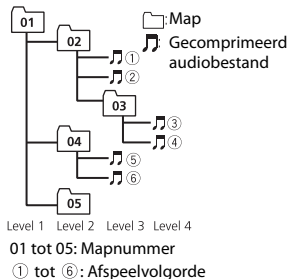 01
:Map
02
: Gecomprimeerd
audiobestand
①
②
03
③
④
04
⑤
⑥
05
Level 1 Level 2 Level 3 Level 4
01 tot 05: Mapnummer
① tot ⑥: Afspeelvolgorde